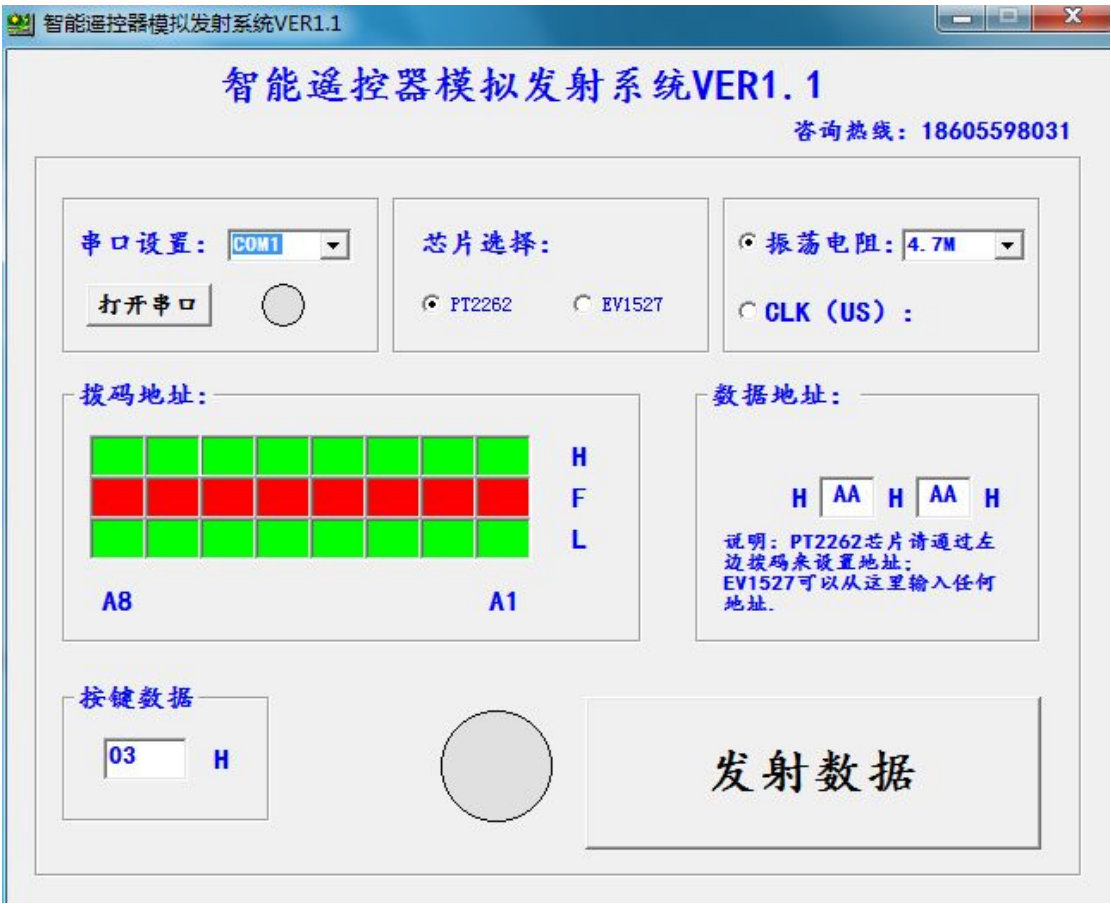 智能遥控器模拟发射系统VER1.1
智能遥控器模拟发射系统VER1.1
咨询热线：18605598031
串口设置： COM1
打开串口
芯片选择：
PT2262 EV1527
振荡电阻： 4.7M
CLK（US）：
拨码地址：
H
F
L
A8 A1
数据地址：
H AA H AA H
说明：PT2262芯片请通过左
边拨码来设置地址；
EV1527可以从这里输入任何
地址.
按键数据
03 H
发射数据